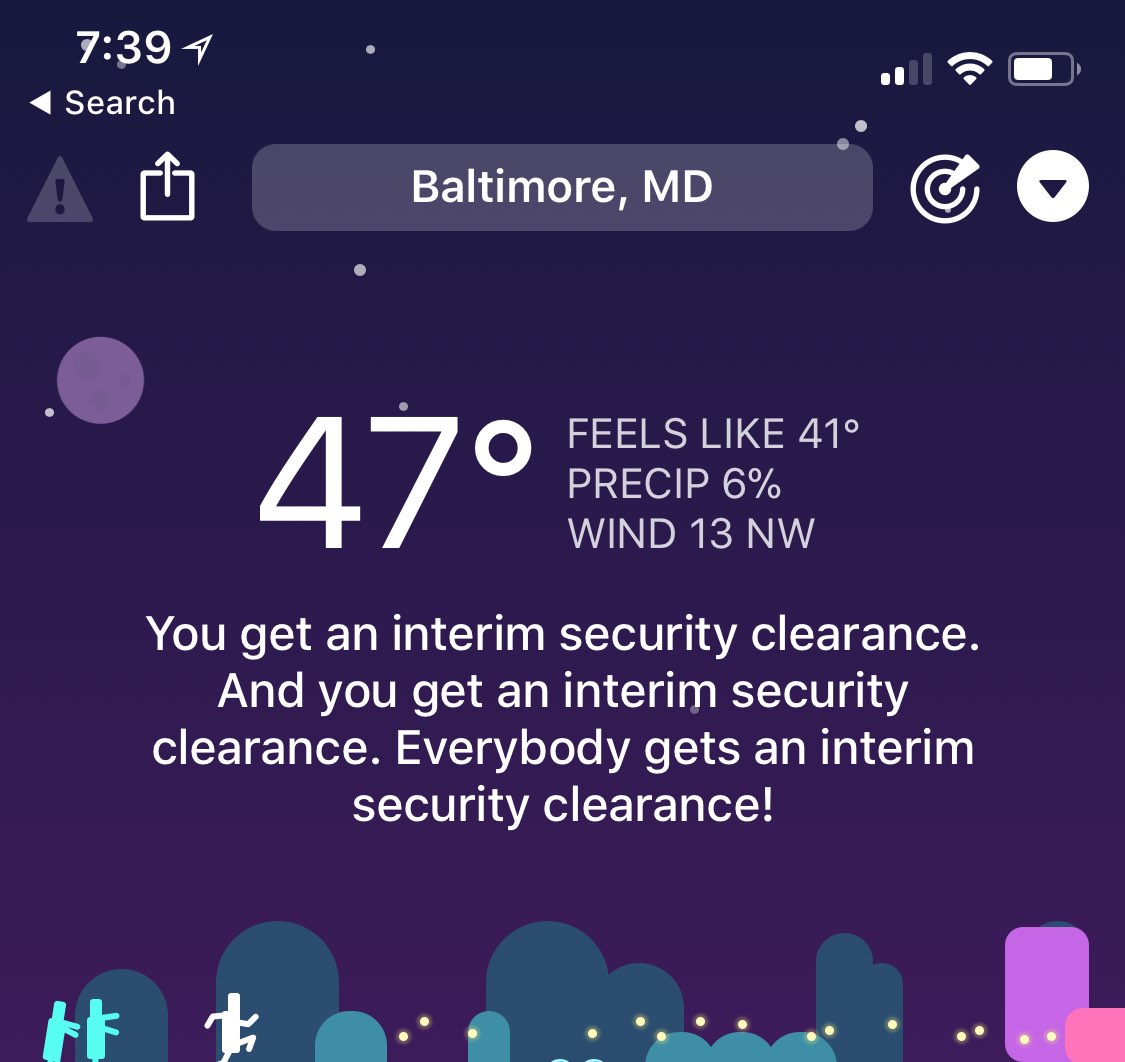 7:39
◀ Search
Baltimore, MD
47°
FEELS LIKE 41°
PRECIP 6%
WIND 13 NW
You get an interim security clearance.
And you get an interim security
clearance. Everybody gets an interim
security clearance!